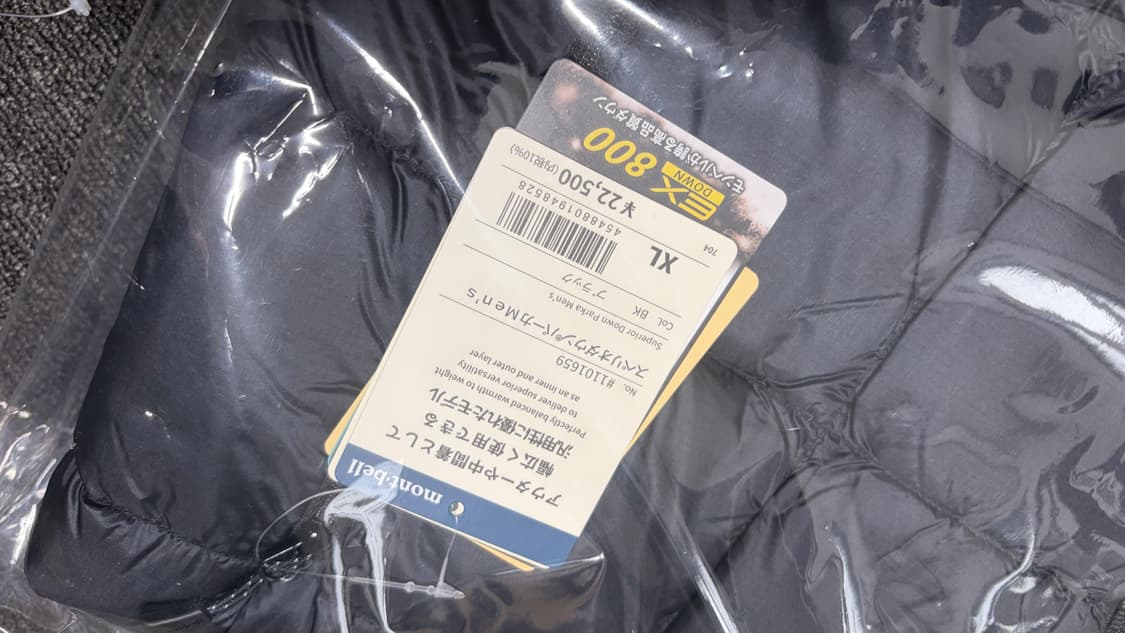 mont-bell
アウターや中間着として
幅広く使用できる
汎用性に優れたモデル
Perfectly balanced warmth to weight
to deliver superior versatility
as an inner and outer layer
No. #1101659
スペリオダウン®パーカMen's
Superior Down Parka Men's
Col. BK ブラック
XL
704
4548801948528
¥22,500(内税10%)
EX 800
DOWN
モンベルが誇る高品質ダウン